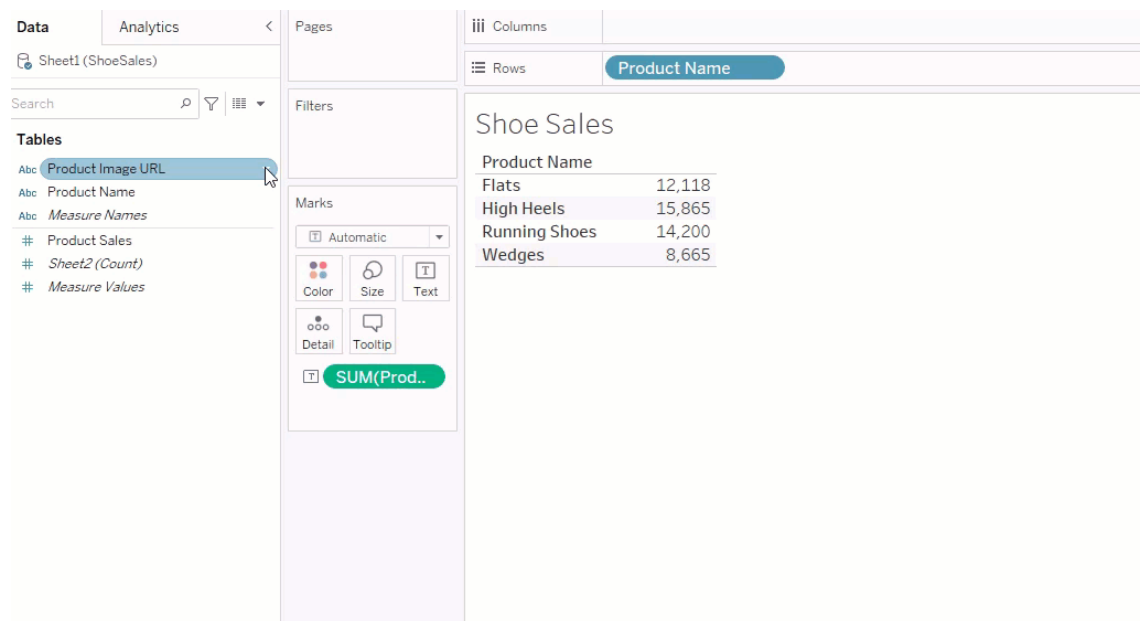 Data
Analytics
Sheet1 (ShoeSales)
Search
Tables
Abc Product Image URL
Abc Product Name
Abc Measure Names
# Product Sales
# Sheet2 (Count)
# Measure Values
Pages
Filters
Marks
T Automatic
Color Size Text
Detail Tooltip
T SUM(Prod..
Columns
Rows Product Name
Shoe Sales
Product Name
Flats 12,118
High Heels 15,865
Running Shoes 14,200
Wedges 8,665